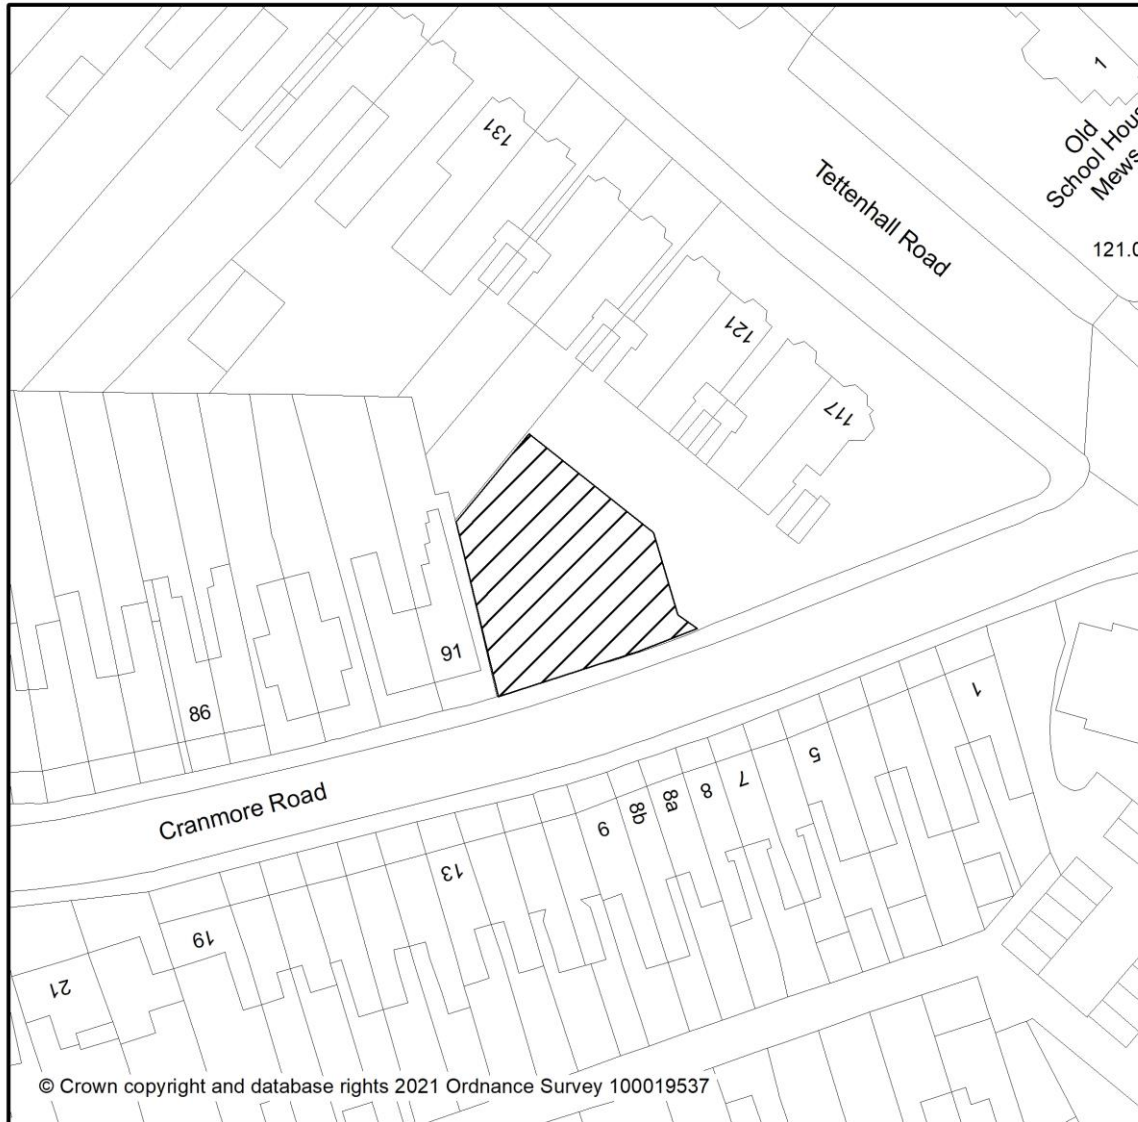 1
Old
School Hous
Mews
121.0
Tettenhall Road
131
121
117
91
86
Cranmore Road
1
5
7
8
8a
8b
9
13
19
21
© Crown copyright and database rights 2021 Ordnance Survey 100019537